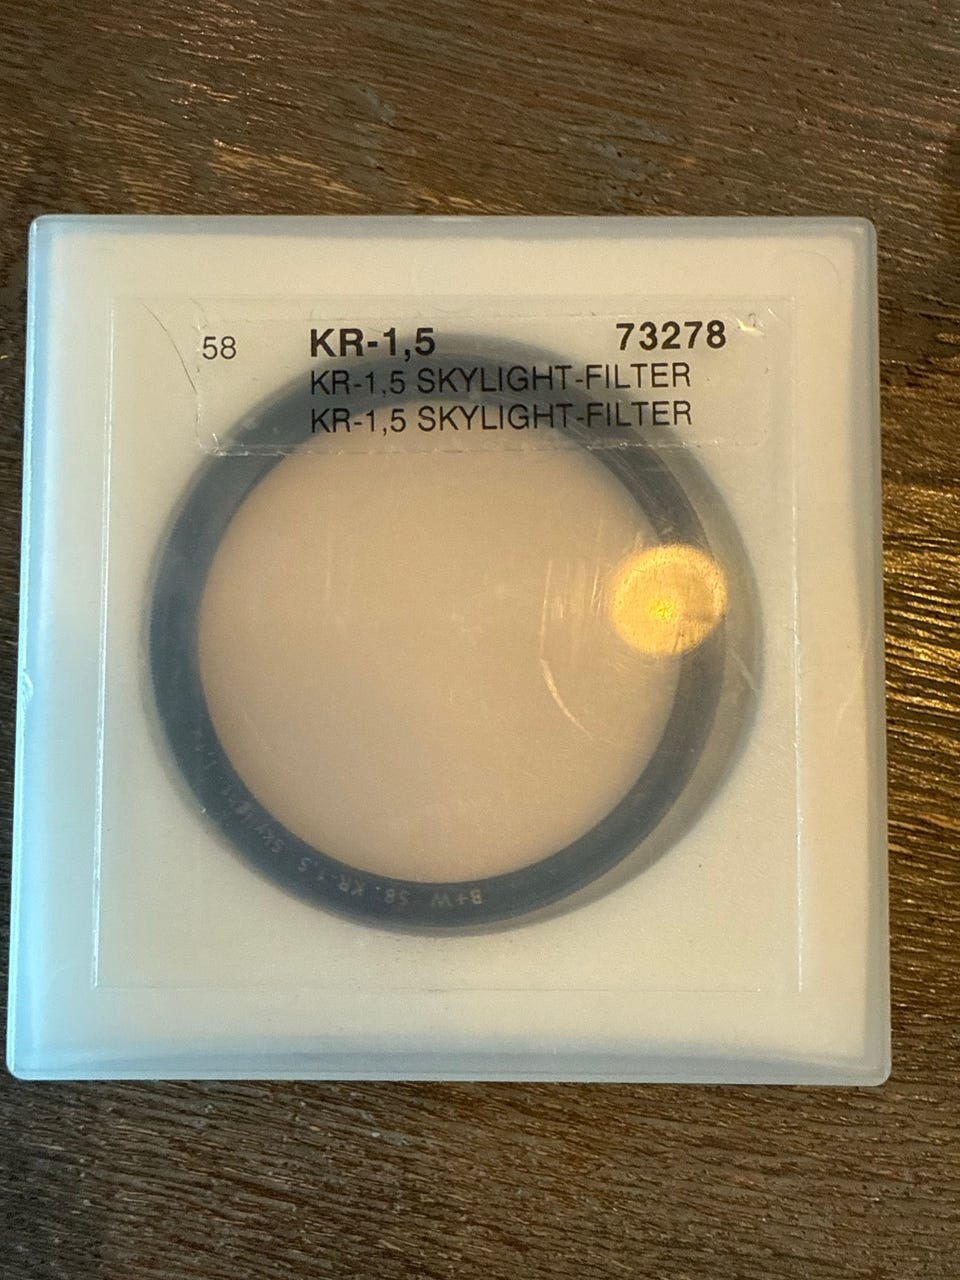 58 KR-1,5 73278
KR-1,5 SKYLIGHT-FILTER
KR-1,5 SKYLIGHT-FILTER
B+W 58 KR-1,5 Skylight